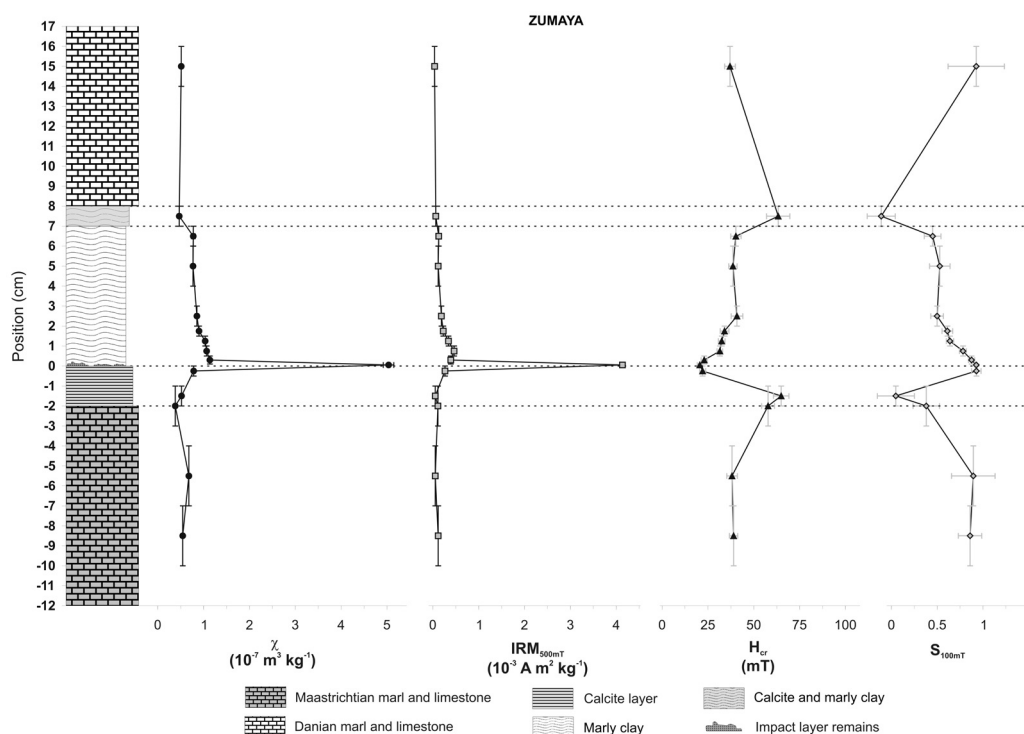 ZUMAYA
Position (cm)
17
16
15
14
13
12
11
10
9
8
7
6
5
4
3
2
1
0
-1
-2
-3
-4
-5
-6
-7
-8
-9
-10
-11
-12
0 1 2 3 4 5
χ
(10⁻⁷ m³ kg⁻¹)
0 1 2 3 4
IRM₅₀₀mT
(10⁻³ A m² kg⁻¹)
0 25 50 75 100
Hcr
(mT)
0 0.5 1
S₁₀₀mT
Maastrichtian marl and limestone
Calcite layer
Calcite and marly clay
Danian marl and limestone
Marly clay
Impact layer remains